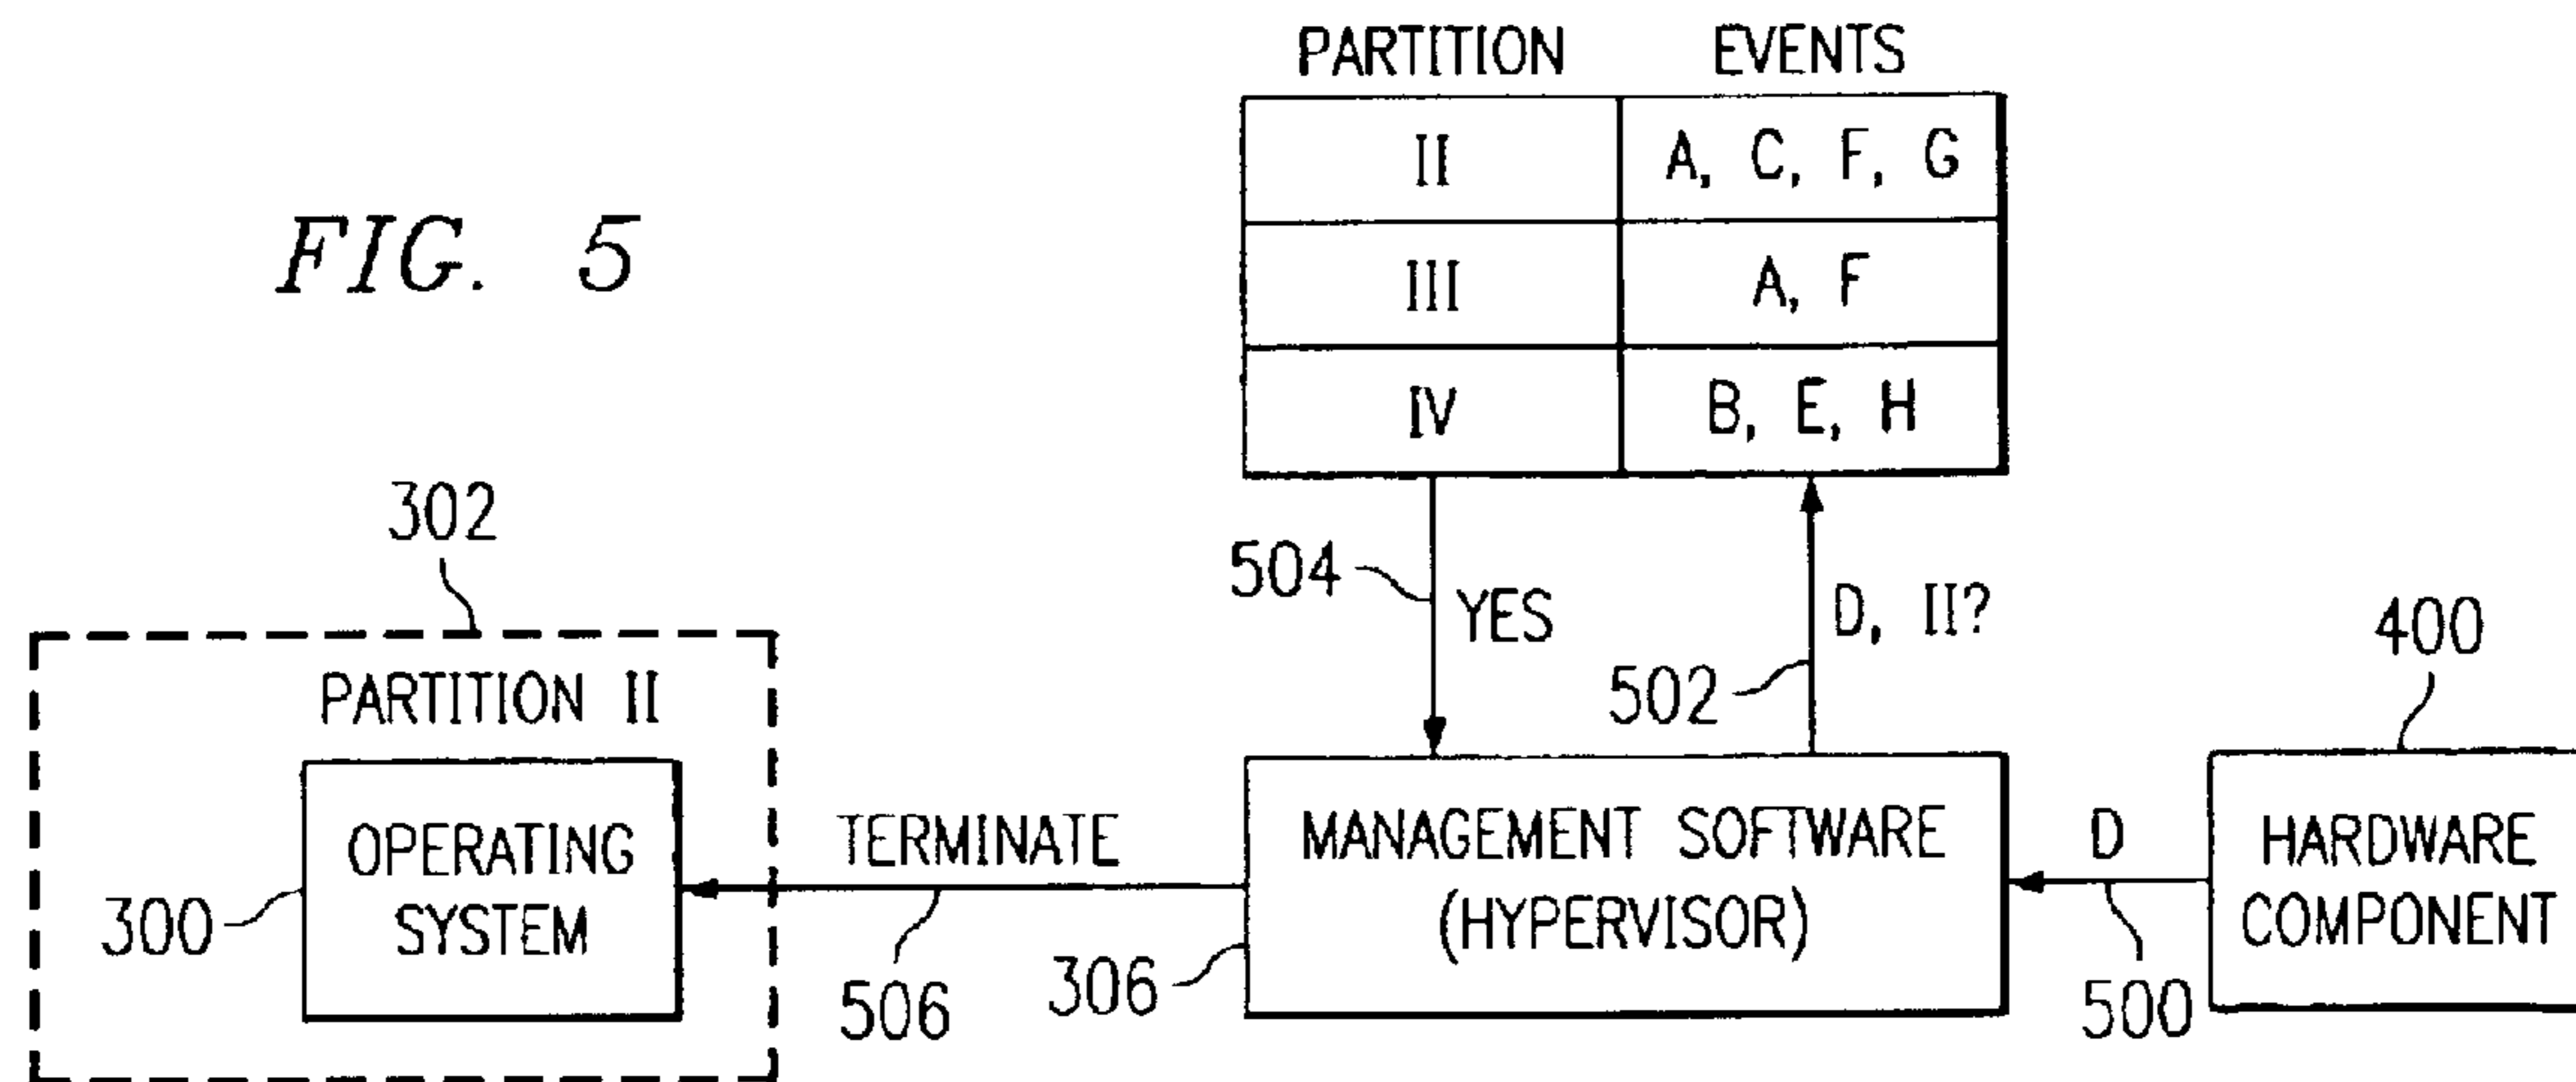 PARTITION EVENTS
II A, C, F, G
III A, F
IV B, E, H
FIG. 5
302
504
YES
D, II?
502
400
PARTITION II
OPERATING
SYSTEM
300
TERMINATE
506
306
MANAGEMENT SOFTWARE
(HYPERVISOR)
D
500
HARDWARE
COMPONENT